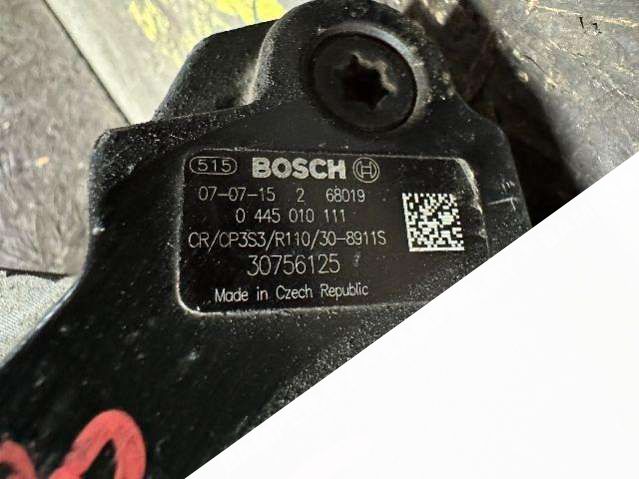 515 BOSCH
07-07-15 2 68019
0 445 010 111
CR/CP3S3/R110/30-8911S
30756125
Made in Czech Republic